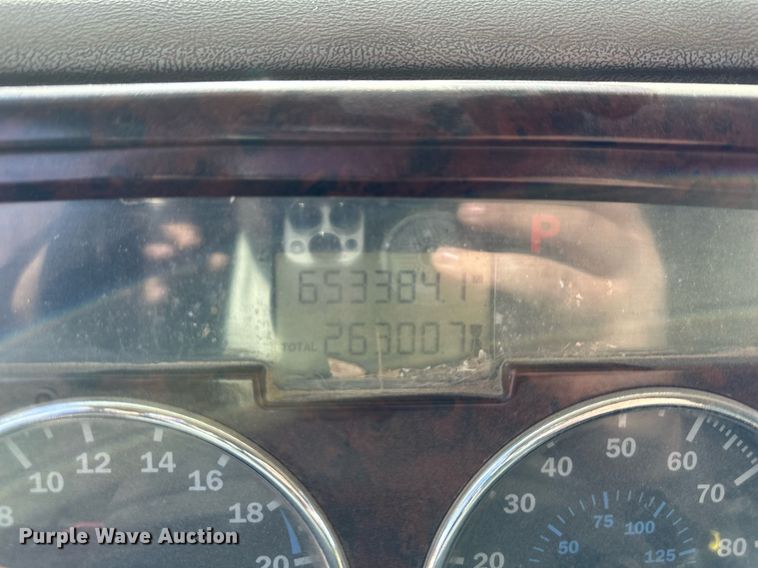 P
653384.1
TOTAL 263007
8 10 12 14 16 18 20
20 30 40 50 60 70 80
50 75 100 125
Purple Wave Auction